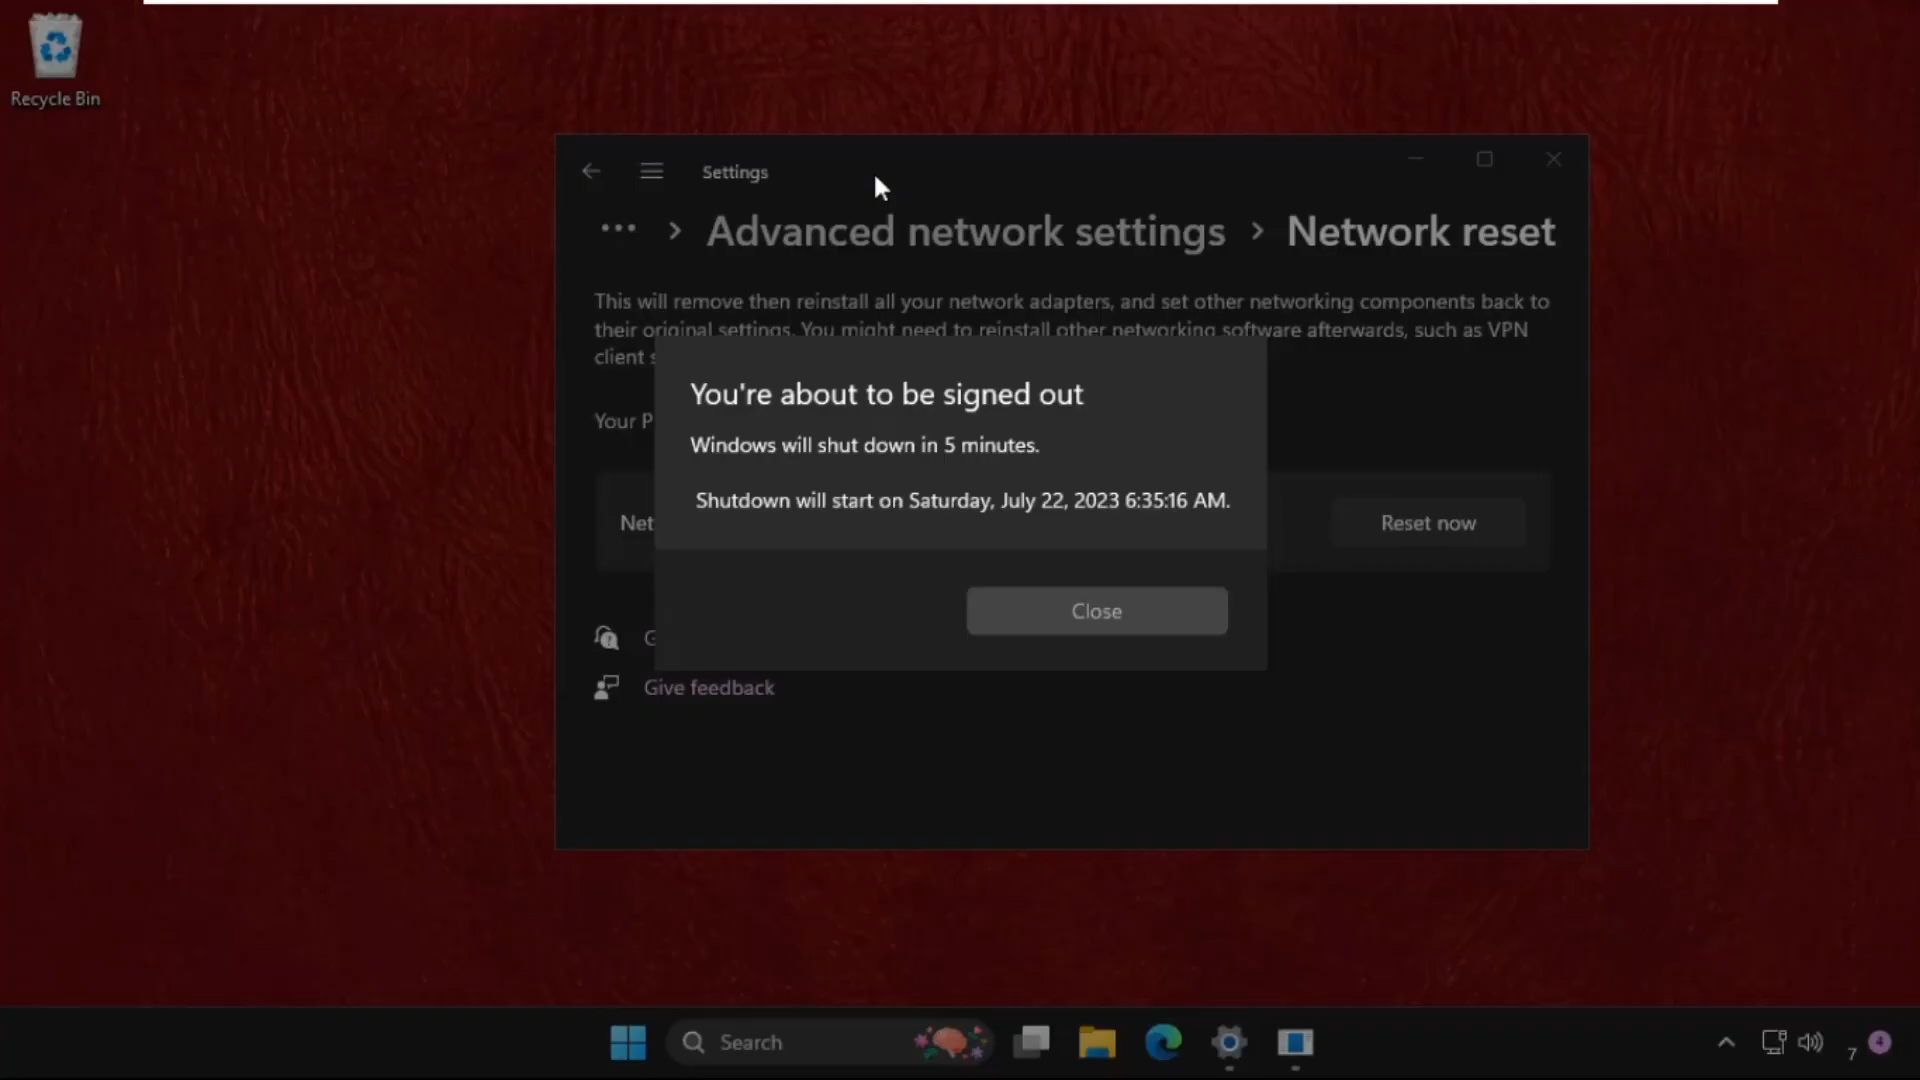 Recycle Bin
Settings
··· > Advanced network settings > Network reset
This will remove then reinstall all your network adapters, and set other networking components back to
their original settings. You might need to reinstall other networking software afterwards, such as VPN
client s
You're about to be signed out
Your P
Windows will shut down in 5 minutes.
Shutdown will start on Saturday, July 22, 2023 6:35:16 AM.
Net
Reset now
Close
G
Give feedback
Search
7
4